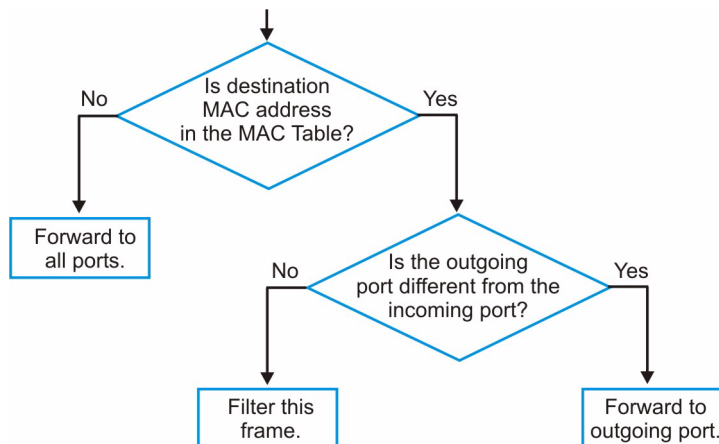 Is destination
MAC address
in the MAC Table?
No
Yes
Forward to
all ports.
Is the outgoing
port different from the
incoming port?
No
Yes
Filter this
frame.
Forward to
outgoing port.